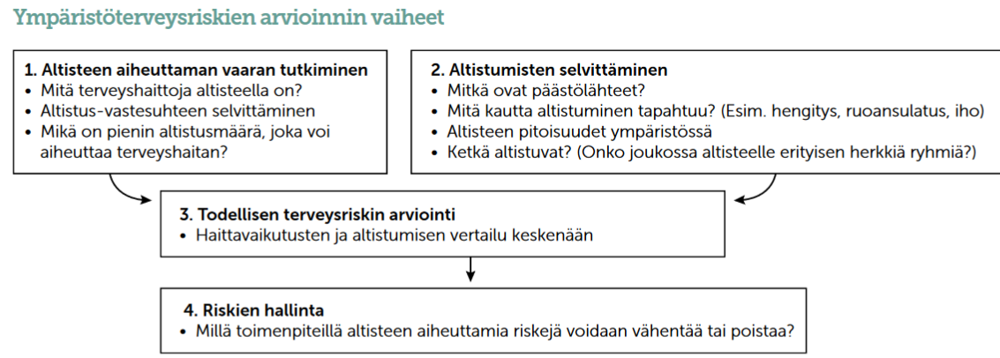 Ympäristöterveysriskien arvioinnin vaiheet
1. Altisteen aiheuttaman vaaran tutkiminen
• Mitä terveyshaittoja altisteella on?
• Altistus-vastesuhteen selvittäminen
• Mikä on pienin altistusmäärä, joka voi
aiheuttaa terveyshaitan?
2. Altistumisten selvittäminen
• Mitkä ovat päästölähteet?
• Mitä kautta altistuminen tapahtuu? (Esim. hengitys, ruoansulatus, iho)
• Altisteen pitoisuudet ympäristössä
• Ketkä altistuvat? (Onko joukossa altisteelle erityisen herkkiä ryhmiä?)
3. Todellisen terveysriskin arviointi
• Haittavaikutusten ja altistumisen vertailu keskenään
4. Riskien hallinta
• Millä toimenpiteillä altisteen aiheuttamia riskejä voidaan vähentää tai poistaa?